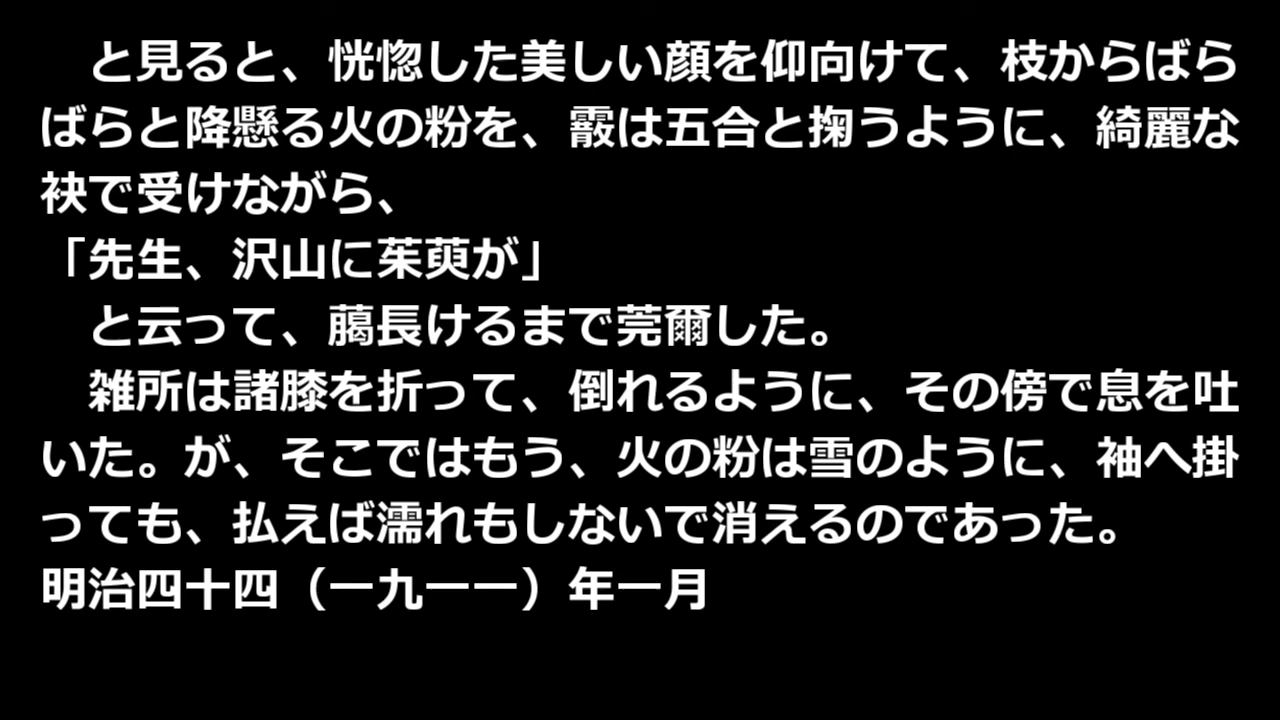 と見ると、恍惚した美しい顔を仰向けて、枝からばら
ばらと降懸る火の粉を、霰は五合と掬うように、綺麗な
袂で受けながら、
「先生、沢山に茱萸が」
　と云って、﨟長けるまで莞爾した。
　雑所は諸膝を折って、倒れるように、その傍で息を吐
いた。が、そこではもう、火の粉は雪のように、袖へ掛
っても、払えば濡れもしないで消えるのであった。
明治四十四（一九一一）年一月